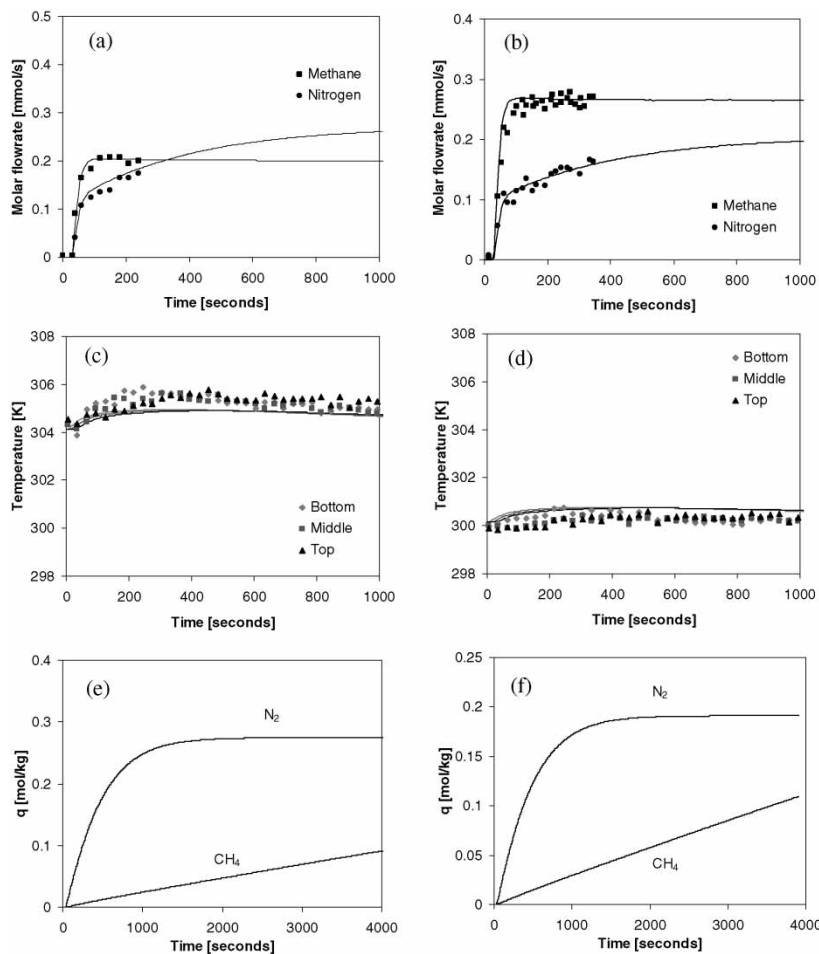 (a)
Molar flowrate [mmol/s]
0.5
0.4
0.3
0.2
0.1
0
Methane
Nitrogen
0 200 400 600 800 1000
Time [seconds]
(b)
Molar flowrate [mmol/s]
0.4
0.3
0.2
0.1
0
Methane
Nitrogen
0 200 400 600 800 1000
Time [seconds]
(c)
Temperature [K]
308
306
304
302
300
298
Bottom
Middle
Top
0 200 400 600 800 1000
Time [seconds]
(d)
Temperature [K]
308
306
304
302
300
298
Bottom
Middle
Top
0 200 400 600 800 1000
Time [seconds]
(e)
q [mol/kg]
0.4
0.3
0.2
0.1
0
N₂
CH₄
0 1000 2000 3000 4000
Time [seconds]
(f)
q [mol/kg]
0.25
0.2
0.15
0.1
0.05
0
N₂
CH₄
0 1000 2000 3000 4000
Time [seconds]